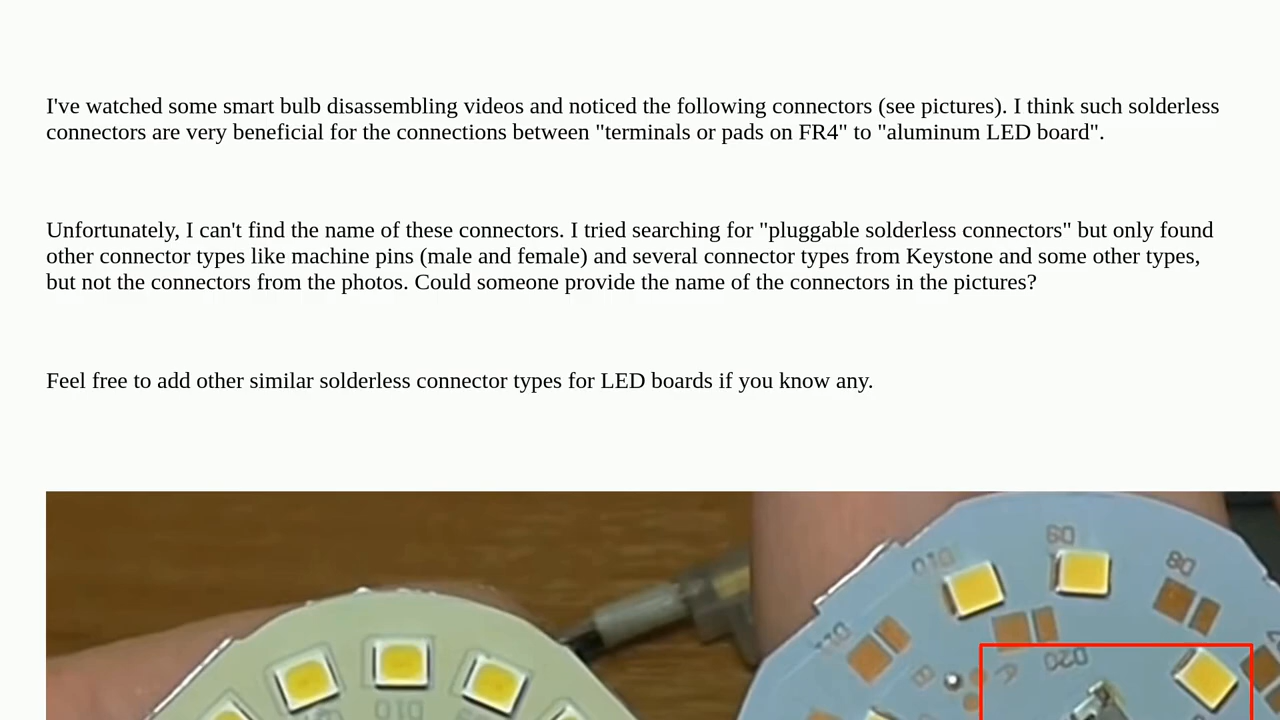 I've watched some smart bulb disassembling videos and noticed the following connectors (see pictures). I think such solderless
connectors are very beneficial for the connections between "terminals or pads on FR4" to "aluminum LED board".
Unfortunately, I can't find the name of these connectors. I tried searching for "pluggable solderless connectors" but only found
other connector types like machine pins (male and female) and several connector types from Keystone and some other types,
but not the connectors from the photos. Could someone provide the name of the connectors in the pictures?
Feel free to add other similar solderless connector types for LED boards if you know any.
D9
D10
D8
D20
D10